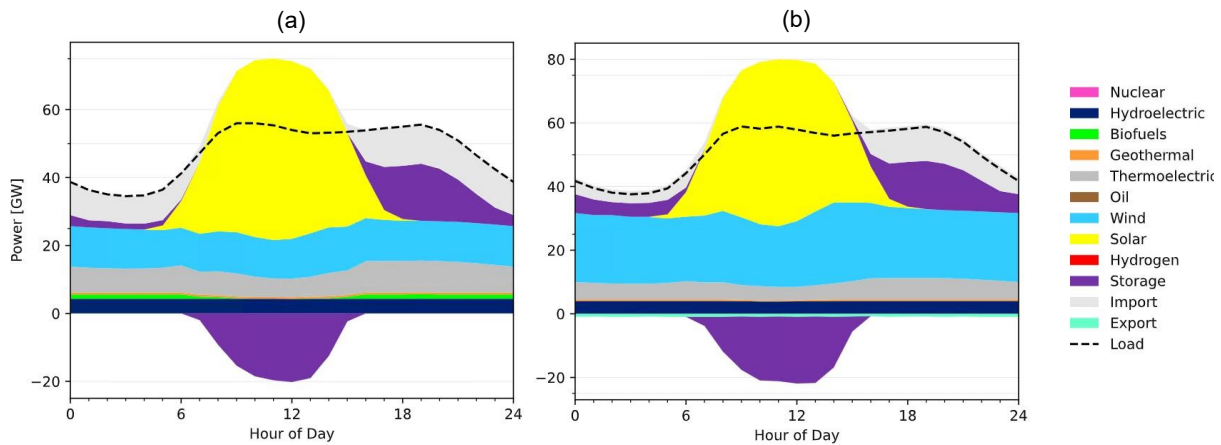 (a)
Power [GW]
60
40
20
0
−20
0 6 12 18 24
Hour of Day
(b)
80
60
40
20
0
−20
0 6 12 18 24
Hour of Day
Nuclear
Hydroelectric
Biofuels
Geothermal
Thermoelectric
Oil
Wind
Solar
Hydrogen
Storage
Import
Export
Load